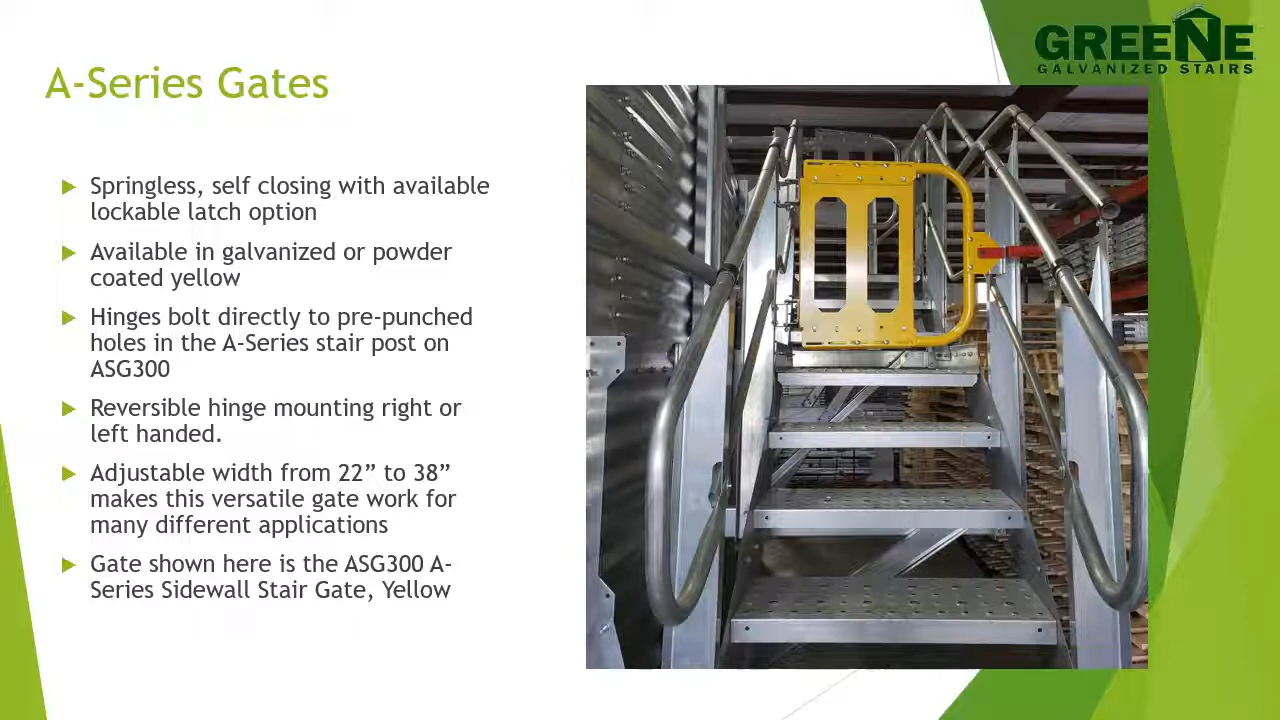 GREENE
GALVANIZED STAIRS
A-Series Gates
Springless, self closing with available
lockable latch option
Available in galvanized or powder
coated yellow
Hinges bolt directly to pre-punched
holes in the A-Series stair post on
ASG300
Reversible hinge mounting right or
left handed.
Adjustable width from 22” to 38”
makes this versatile gate work for
many different applications
Gate shown here is the ASG300 A-
Series Sidewall Stair Gate, Yellow